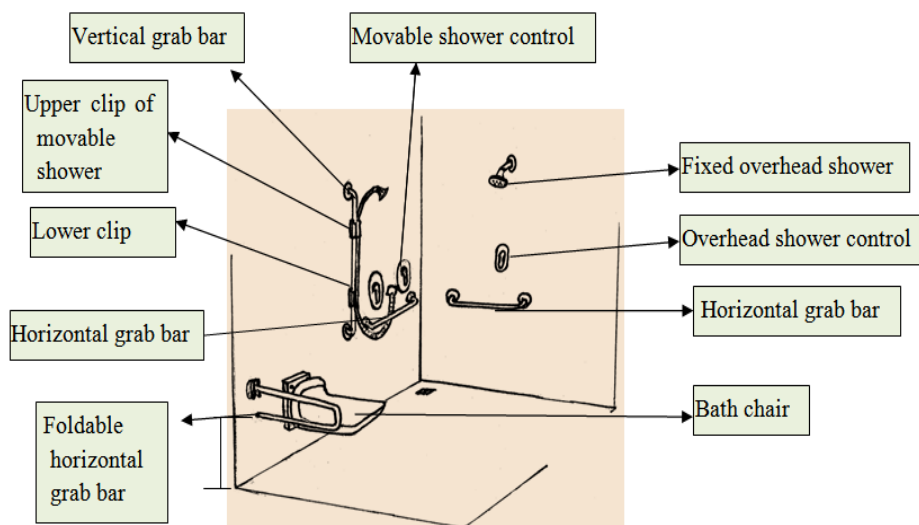 Vertical grab bar
Movable shower control
Upper clip of
movable
shower
Fixed overhead shower
Lower clip
Overhead shower control
Horizontal grab bar
Horizontal grab bar
Bath chair
Foldable
horizontal
grab bar